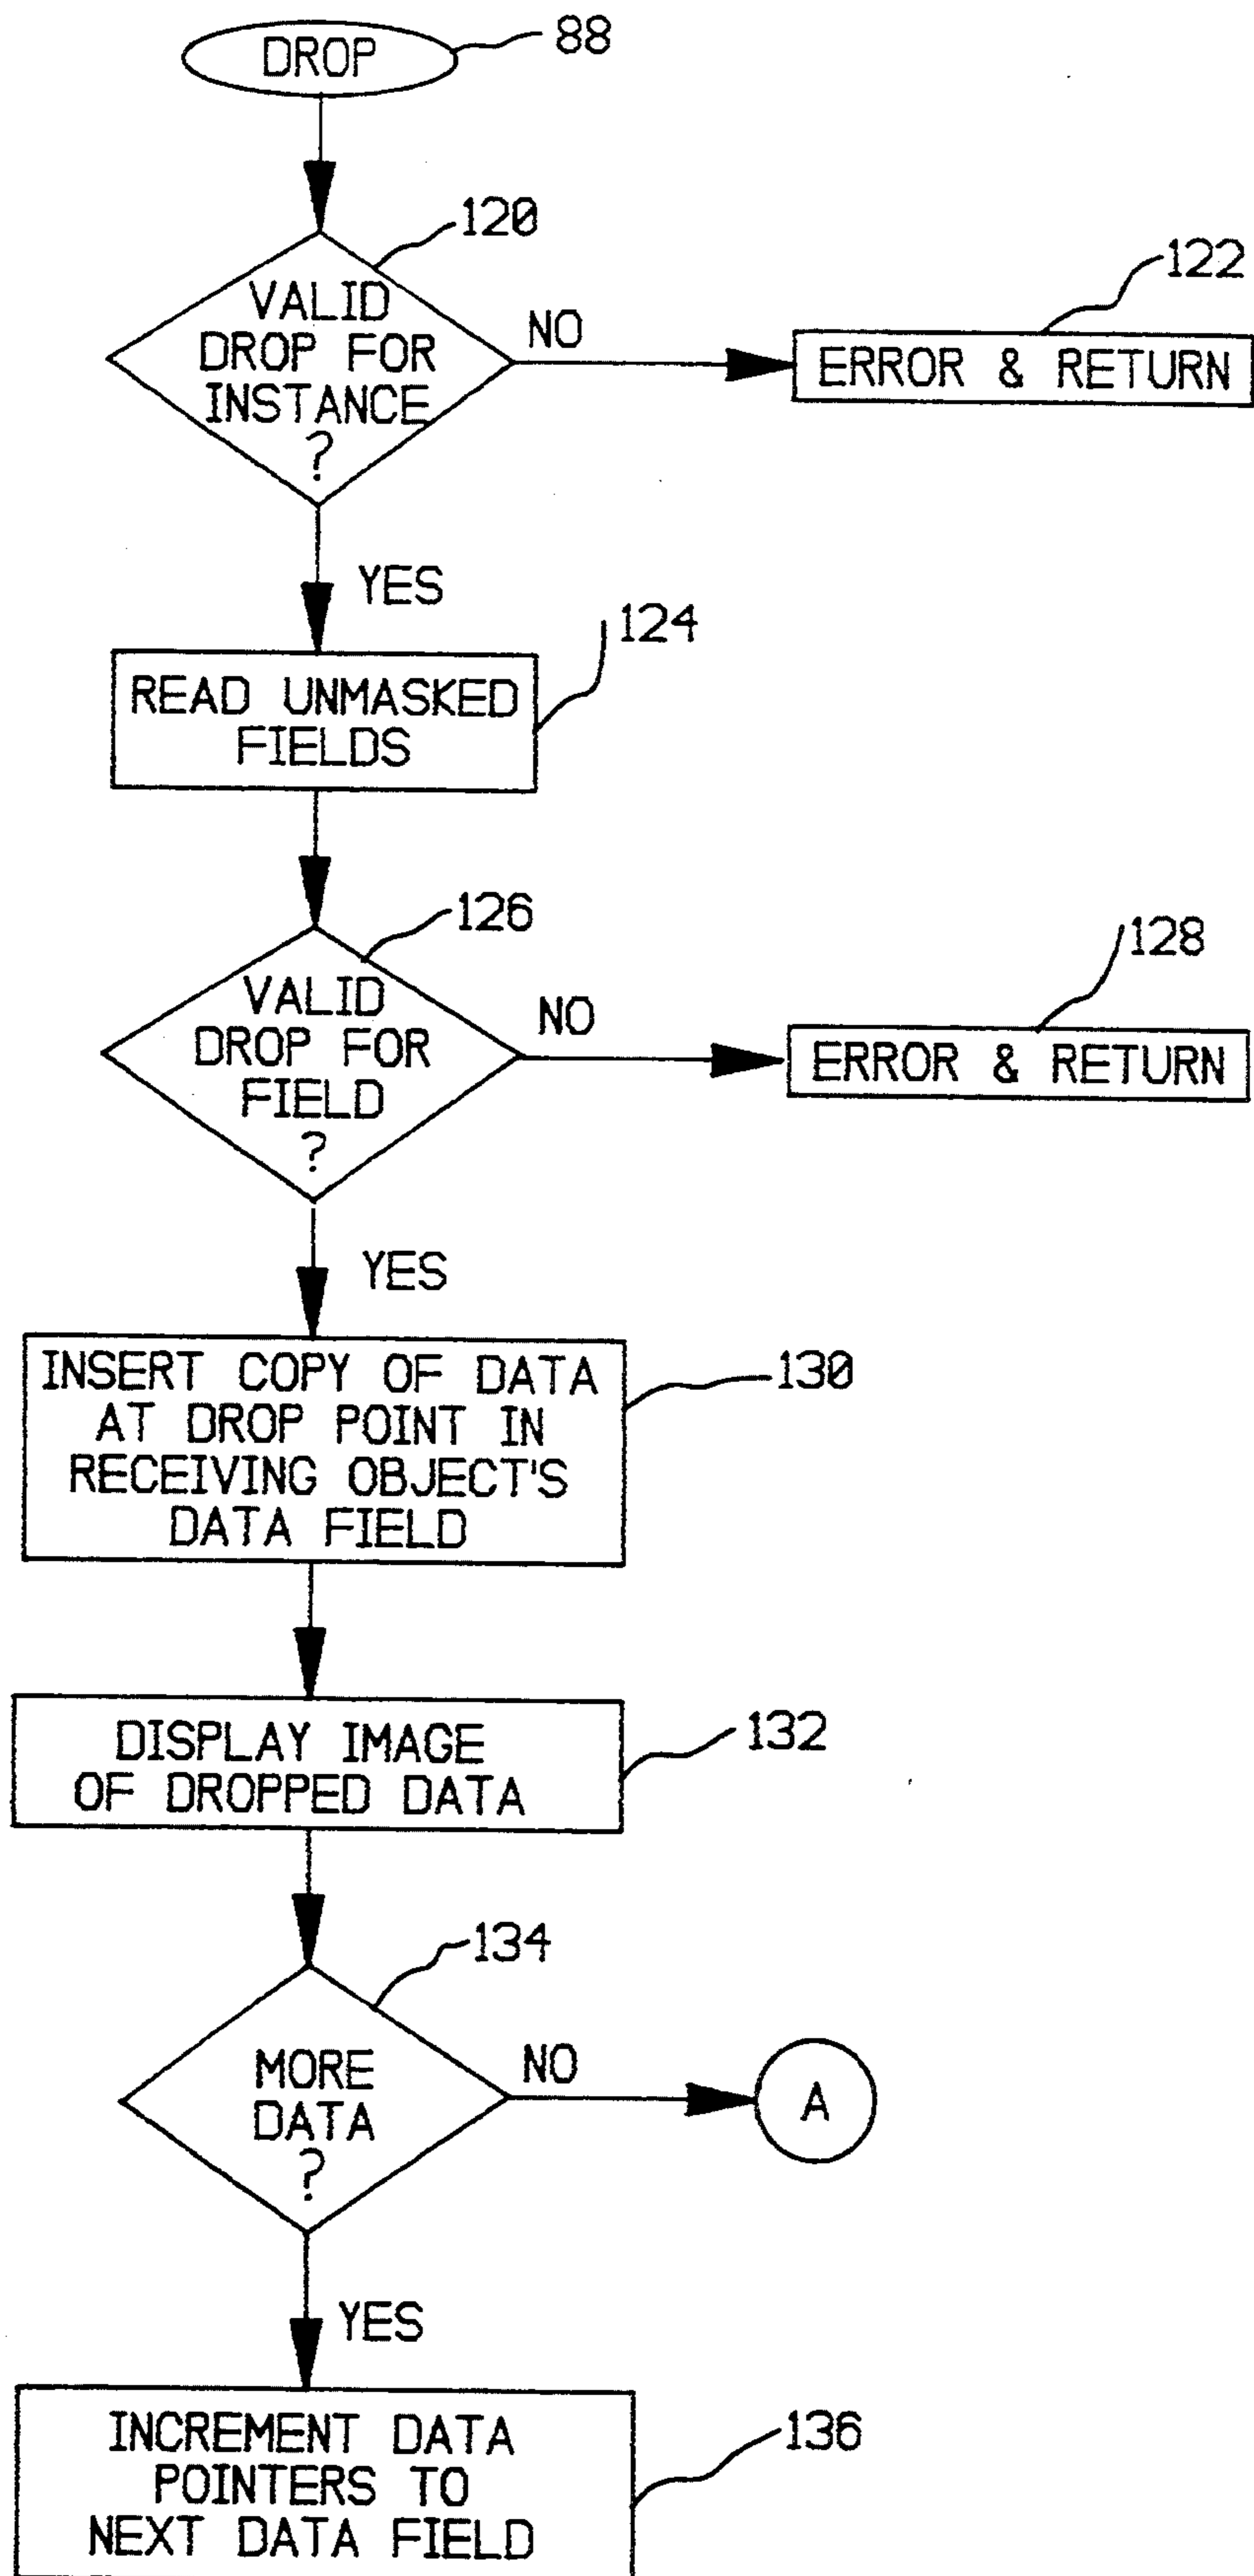 DROP
88
120
VALID
DROP FOR
INSTANCE
?
NO
122
ERROR & RETURN
YES
124
READ UNMASKED
FIELDS
126
VALID
DROP FOR
FIELD
?
NO
128
ERROR & RETURN
YES
INSERT COPY OF DATA
AT DROP POINT IN
RECEIVING OBJECT'S
DATA FIELD
130
DISPLAY IMAGE
OF DROPPED DATA
132
134
MORE
DATA
?
NO
A
YES
INCREMENT DATA
POINTERS TO
NEXT DATA FIELD
136